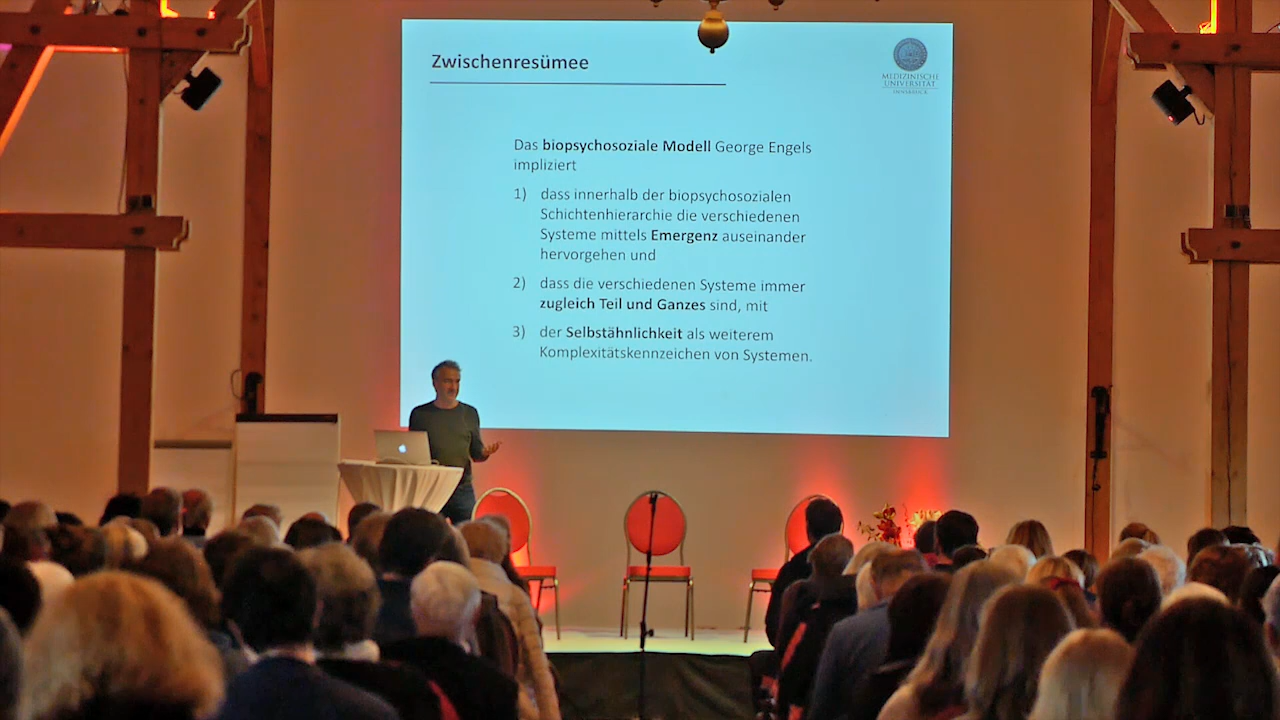 Zwischenresümee
MEDIZINISCHE
UNIVERSITÄT
INNSBRUCK
Das biopsychosoziale Modell George Engels
impliziert
1) dass innerhalb der biopsychosozialen
Schichtenhierarchie die verschiedenen
Systeme mittels Emergenz auseinander
hervorgehen und
2) dass die verschiedenen Systeme immer
zugleich Teil und Ganzes sind, mit
3) der Selbstähnlichkeit als weiterem
Komplexitätskennzeichen von Systemen.